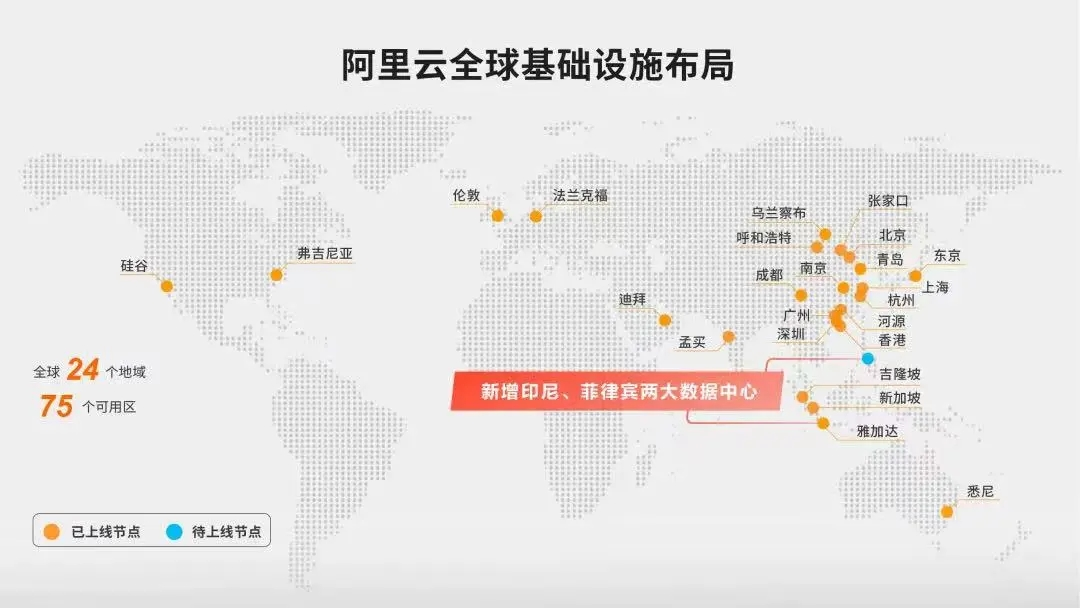 阿里云全球基础设施布局
伦敦
法兰克福
张家口
乌兰察布
呼和浩特
北京
青岛
东京
弗吉尼亚
硅谷
成都
南京
上海
迪拜
杭州
广州
河源
深圳
香港
孟买
全球 24 个地域
75 个可用区
新增印尼、菲律宾两大数据中心
吉隆坡
新加坡
雅加达
悉尼
已上线节点 待上线节点